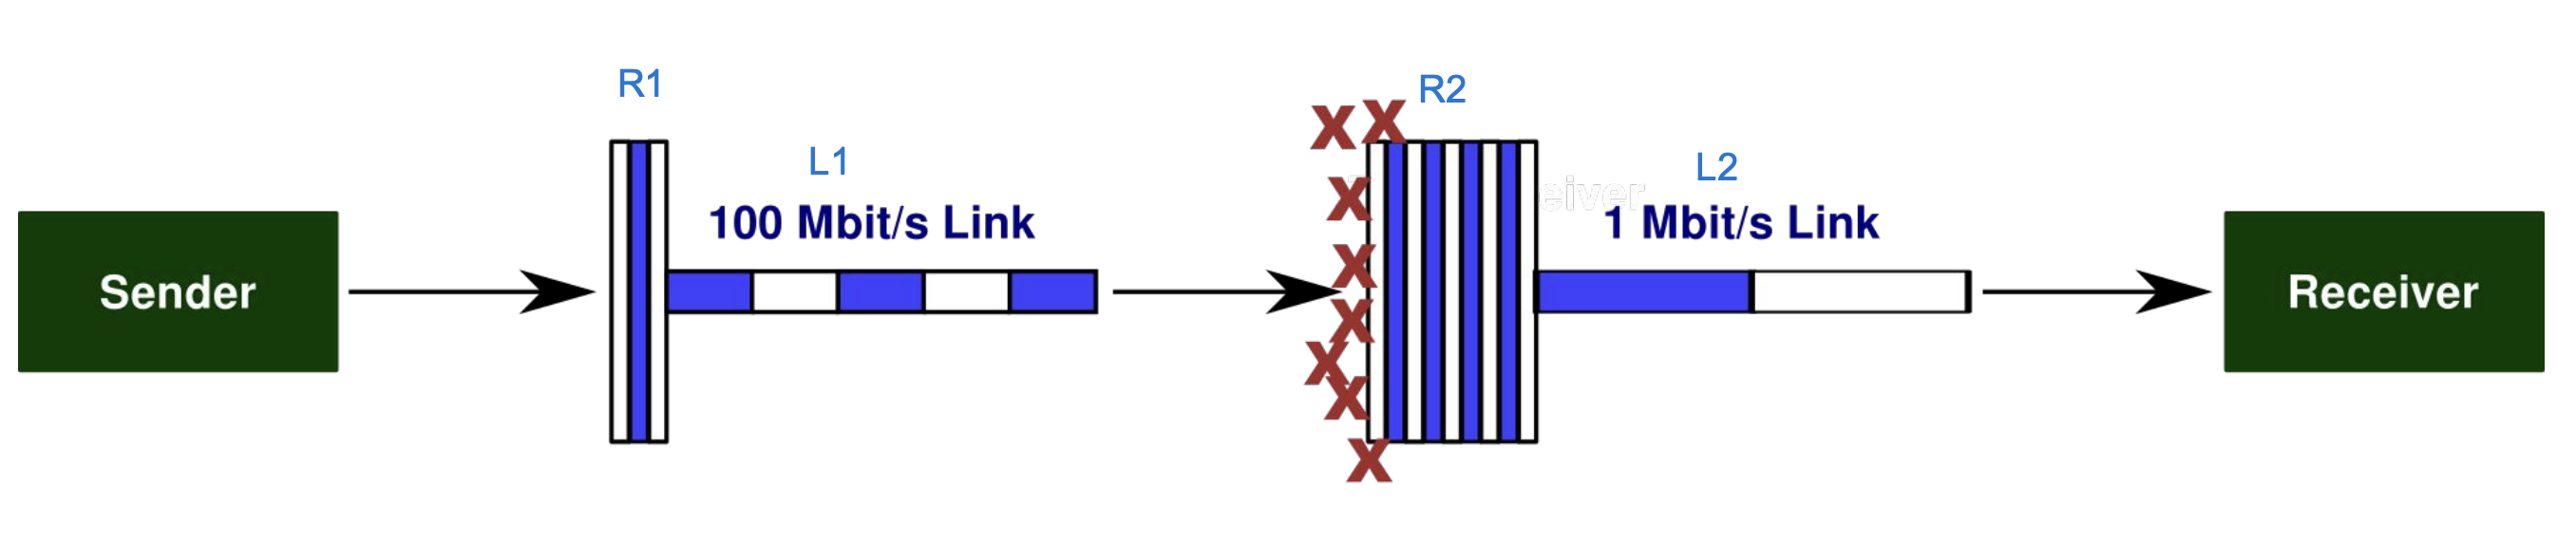 R1
R2
L1
L2
100 Mbit/s Link
eiver
1 Mbit/s Link
Sender
Receiver
X X
X
X
X
X
X
X